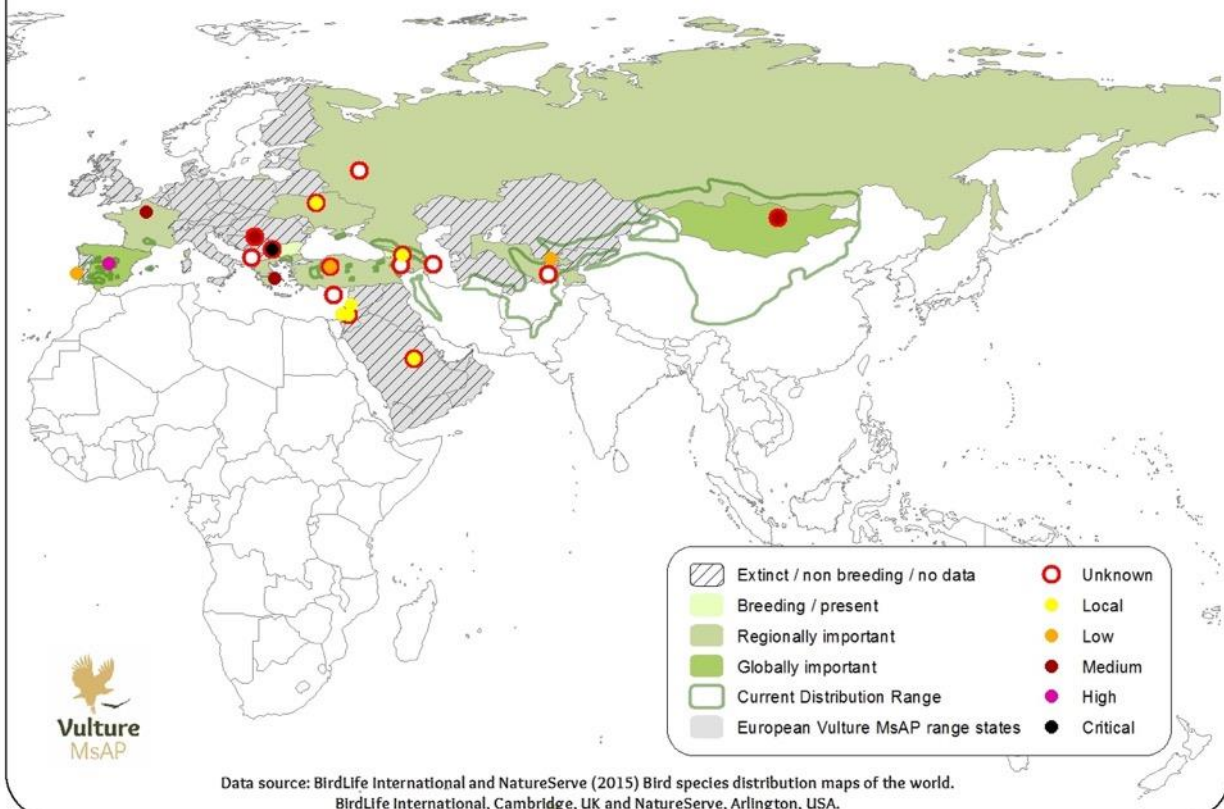 Extinct / non breeding / no data
Breeding / present
Regionally important
Globally important
Current Distribution Range
European Vulture MsAP range states
Unknown
Local
Low
Medium
High
Critical
Vulture
MsAP
Data source: BirdLife International and NatureServe (2015) Bird species distribution maps of the world.
BirdLife International, Cambridge, UK and NatureServe, Arlington, USA.